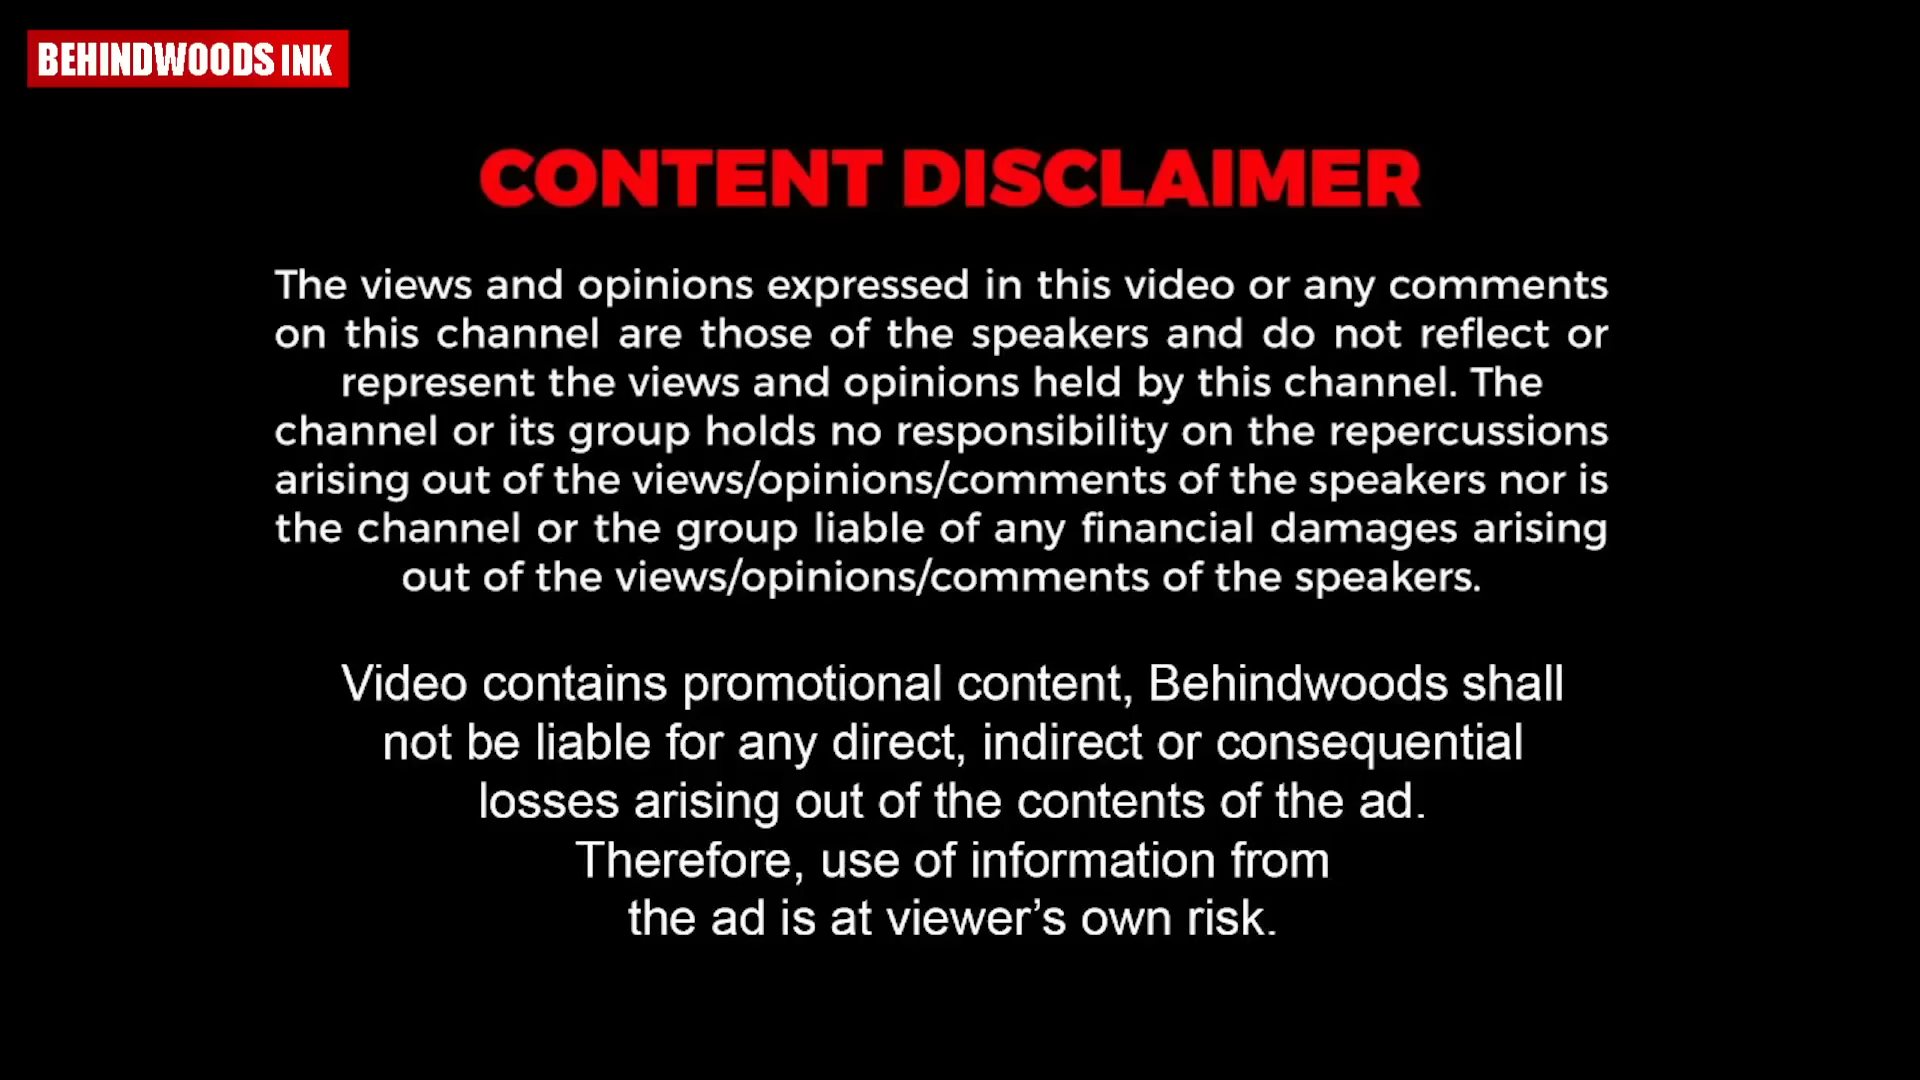 BEHINDWOODS INK
CONTENT DISCLAIMER
The views and opinions expressed in this video or any comments
on this channel are those of the speakers and do not reflect or
represent the views and opinions held by this channel. The
channel or its group holds no responsibility on the repercussions
arising out of the views/opinions/comments of the speakers nor is
the channel or the group liable of any financial damages arising
out of the views/opinions/comments of the speakers.
Video contains promotional content, Behindwoods shall
not be liable for any direct, indirect or consequential
losses arising out of the contents of the ad.
Therefore, use of information from
the ad is at viewer’s own risk.